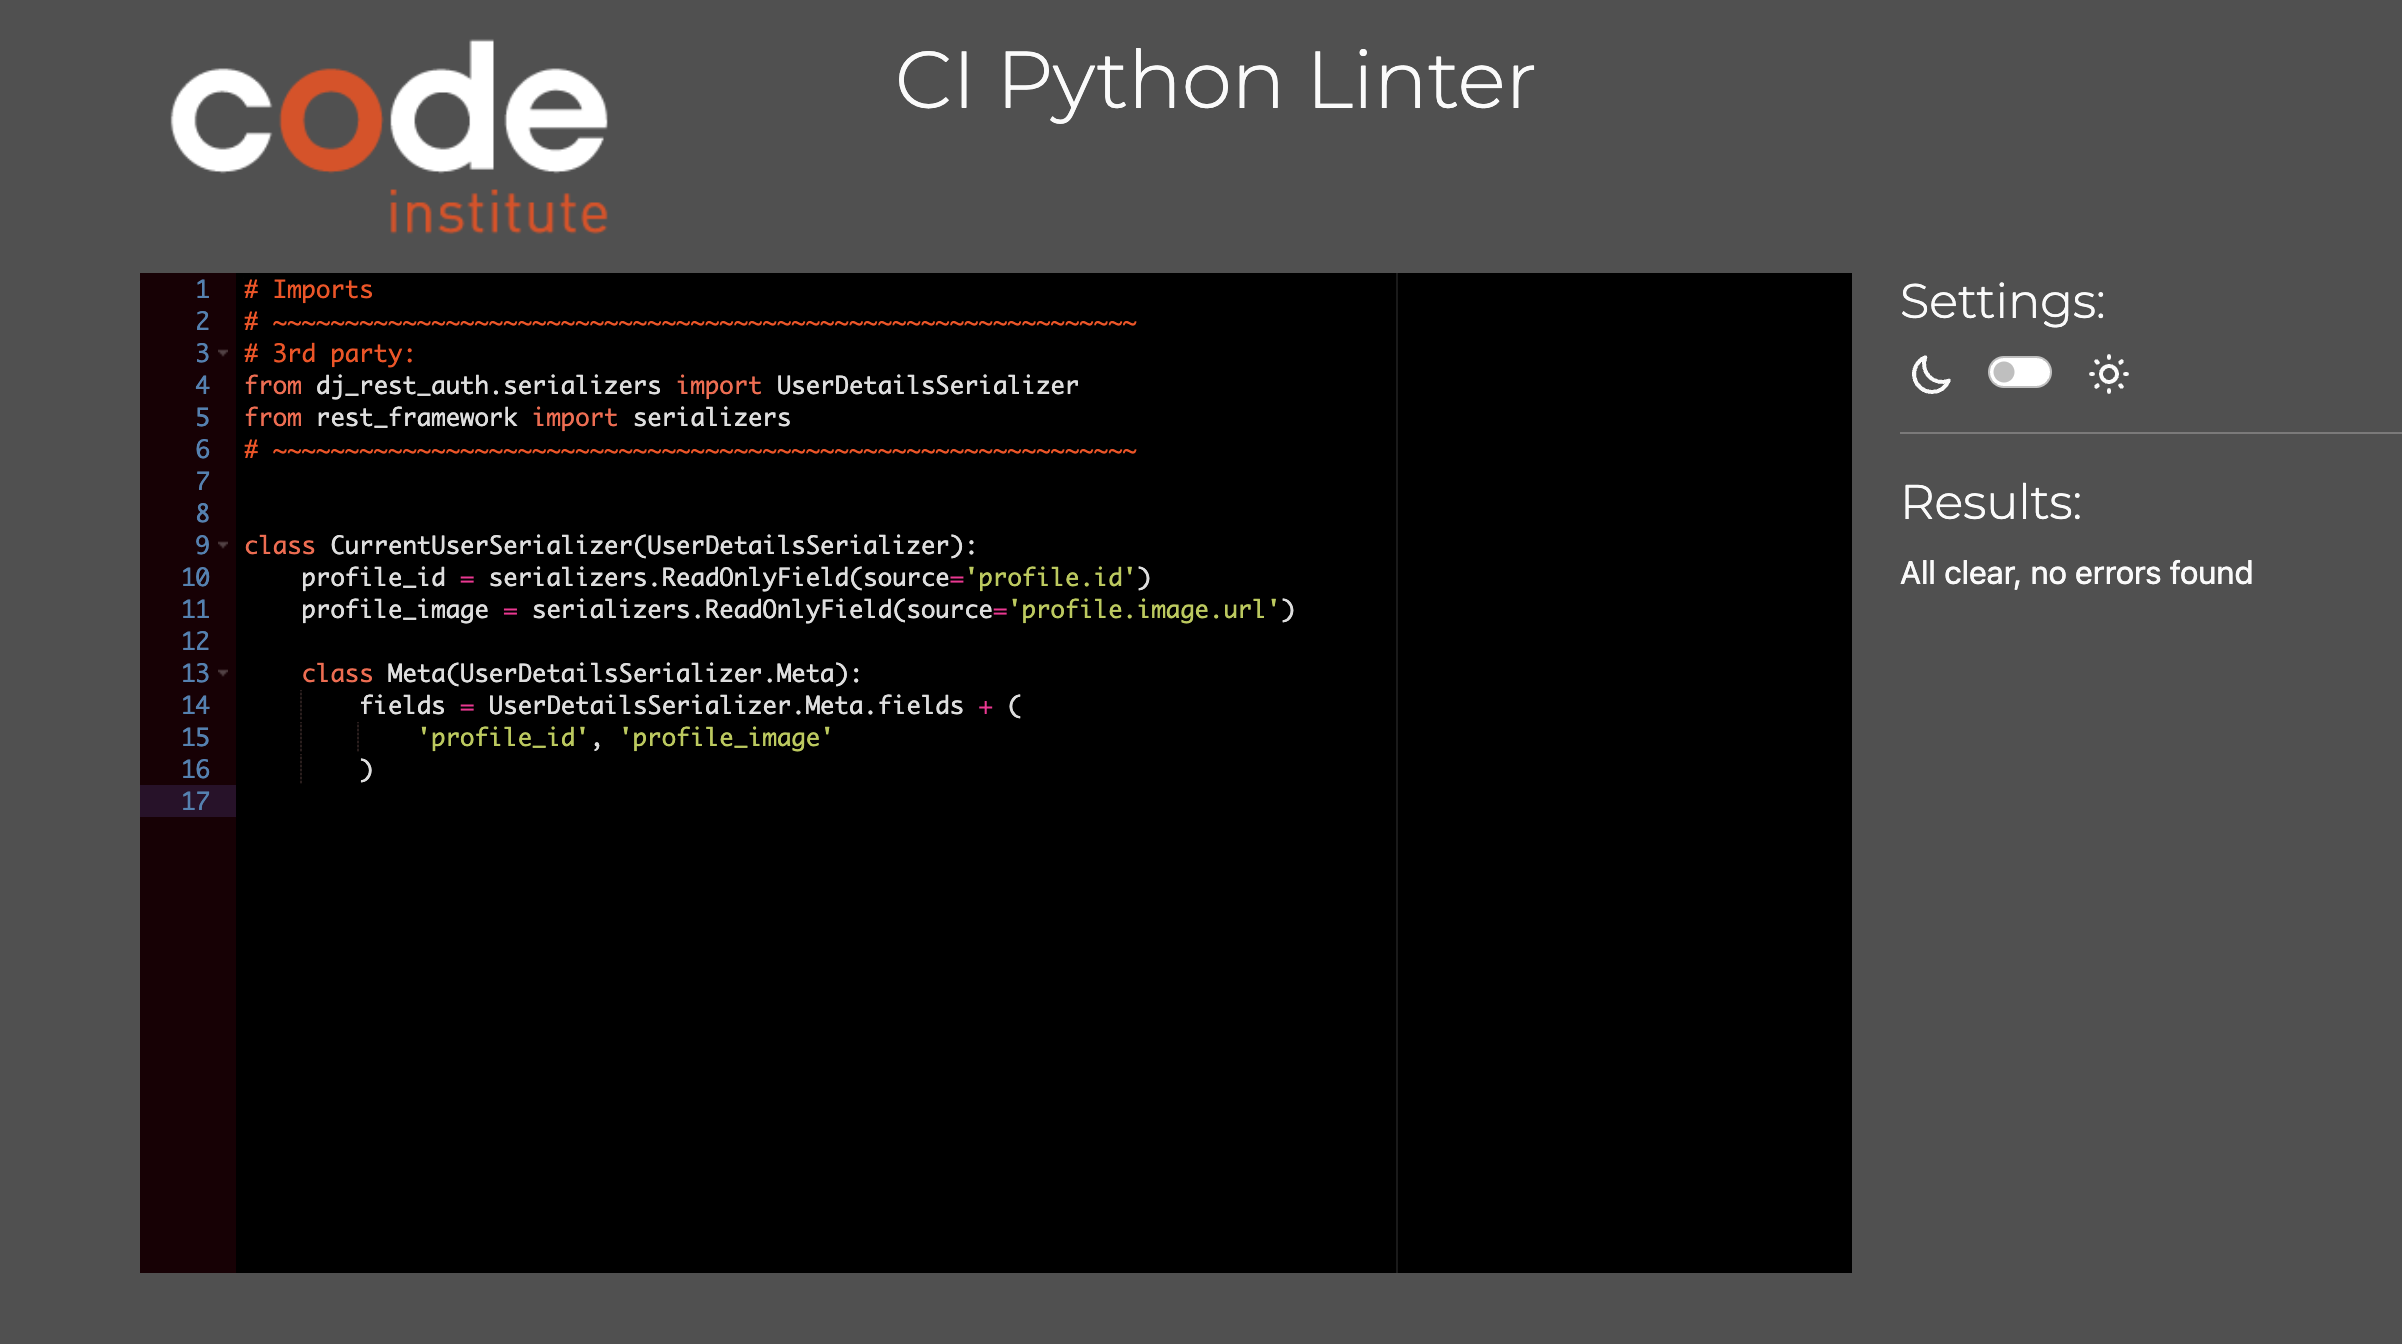 code
institute
CI Python Linter
1 # Imports
2 # ~~~~~~~~~~~~~~~~~~~~~~~~~~~~~~~~~~~~~~~~~~~~~~~~~~~~~~~~~~~~
3 # 3rd party:
4 from dj_rest_auth.serializers import UserDetailsSerializer
5 from rest_framework import serializers
6 # ~~~~~~~~~~~~~~~~~~~~~~~~~~~~~~~~~~~~~~~~~~~~~~~~~~~~~~~~~~~~
7
8
9 class CurrentUserSerializer(UserDetailsSerializer):
10     profile_id = serializers.ReadOnlyField(source='profile.id')
11     profile_image = serializers.ReadOnlyField(source='profile.image.url')
12
13     class Meta(UserDetailsSerializer.Meta):
14         fields = UserDetailsSerializer.Meta.fields + (
15             'profile_id', 'profile_image'
16         )
17
Settings:
Results:
All clear, no errors found